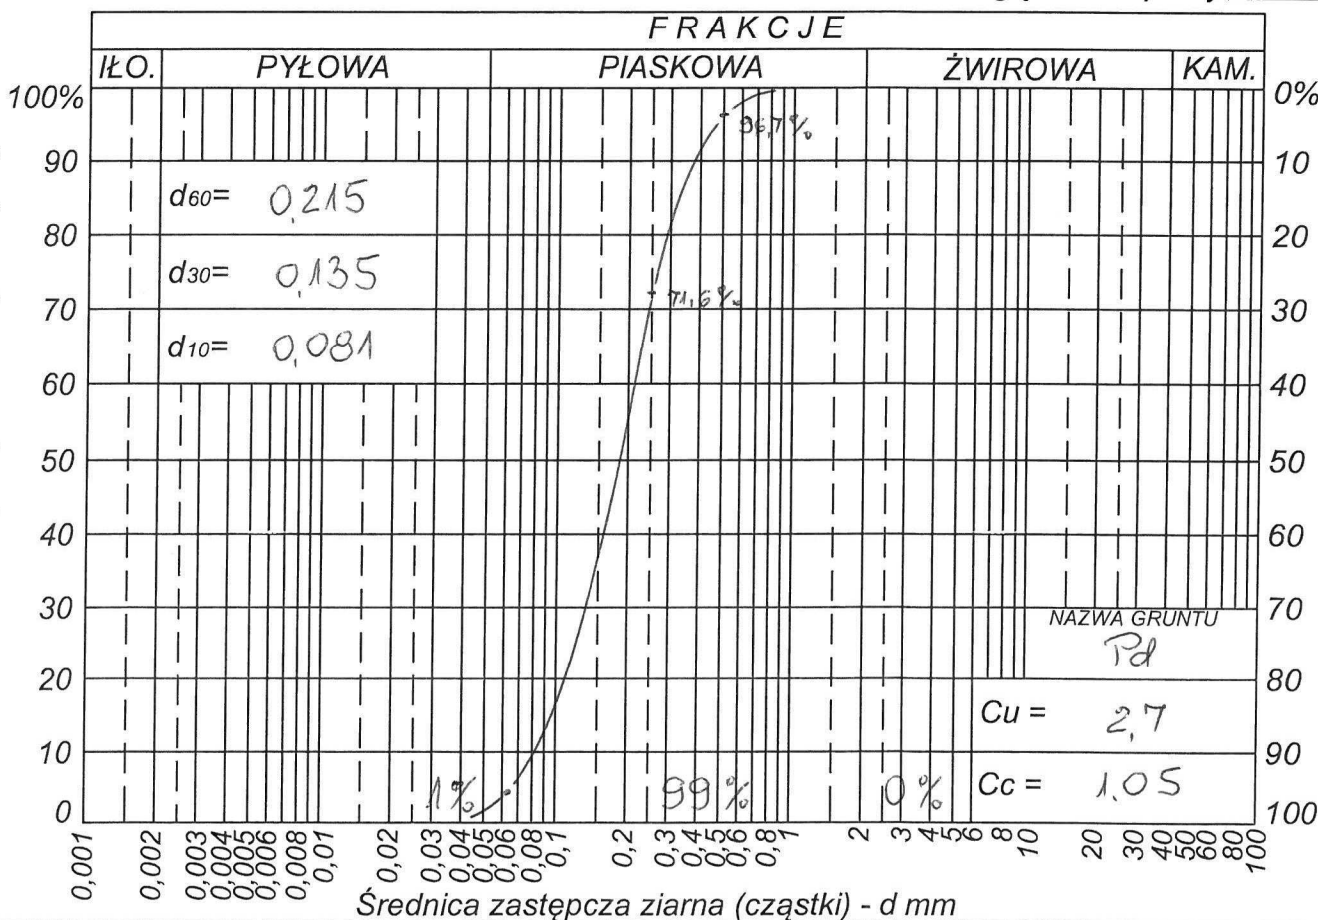 FRAKCJE
IŁO. PYŁOWA PIASKOWA ŻWIROWA KAM.
100% 0%
96,7%
90 10
d60= 0,215
80 20
d30= 0,135
71,6%
70 30
d10= 0,081
60 40
50 50
40 60
30 70
NAZWA GRUNTU
Pd
20 80
Cu = 2,7
10 90
1% 99% 0% Cc = 1.05
0 100
0,001 0,002 0,003 0,004 0,005 0,006 0,008 0,01 0,02 0,03 0,04 0,05 0,06 0,08 0,1 0,2 0,3 0,4 0,5 0,6 0,8 1 2 3 4 5 6 10 20 30 40 50 60 80 100
Średnica zastępcza ziarna (cząstki) - d mm